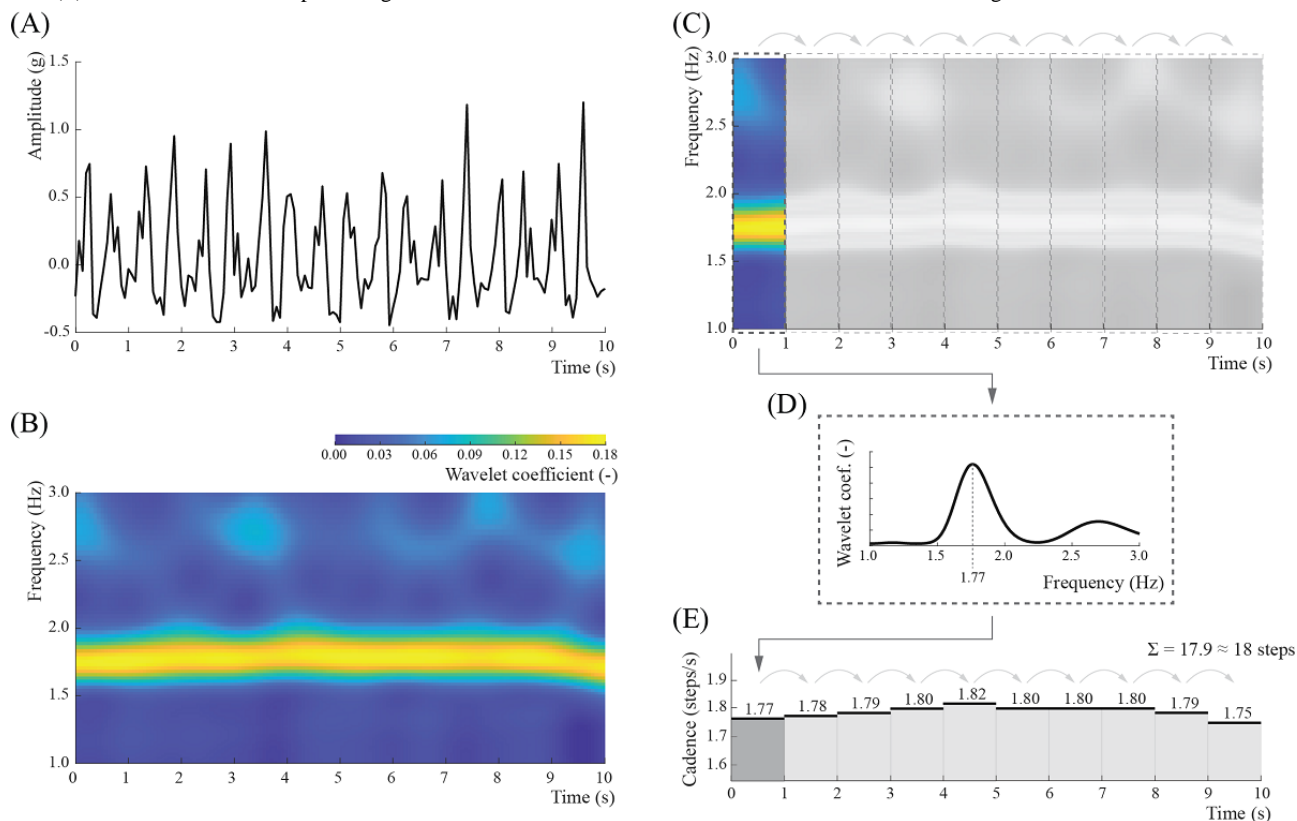 (A)
Amplitude (g)
1.5
1.0
0.5
0.0
-0.5
0 1 2 3 4 5 6 7 8 9 10
Time (s)
(B)
0.00 0.03 0.06 0.09 0.12 0.15 0.18
Wavelet coefficient (-)
Frequency (Hz)
3.0
2.5
2.0
1.5
1.0
0 1 2 3 4 5 6 7 8 9 10
Time (s)
(C)
Frequency (Hz)
3.0
2.5
2.0
1.5
1.0
0 1 2 3 4 5 6 7 8 9 10
Time (s)
(D)
Wavelet coef. (-)
1.0 1.5 2.0 2.5 3.0
1.77
Frequency (Hz)
(E)
Σ = 17.9 ≈ 18 steps
Cadence (steps/s)
1.9
1.8
1.7
1.6
1.77 1.78 1.79 1.80 1.82 1.80 1.80 1.80 1.79 1.75
0 1 2 3 4 5 6 7 8 9 10
Time (s)